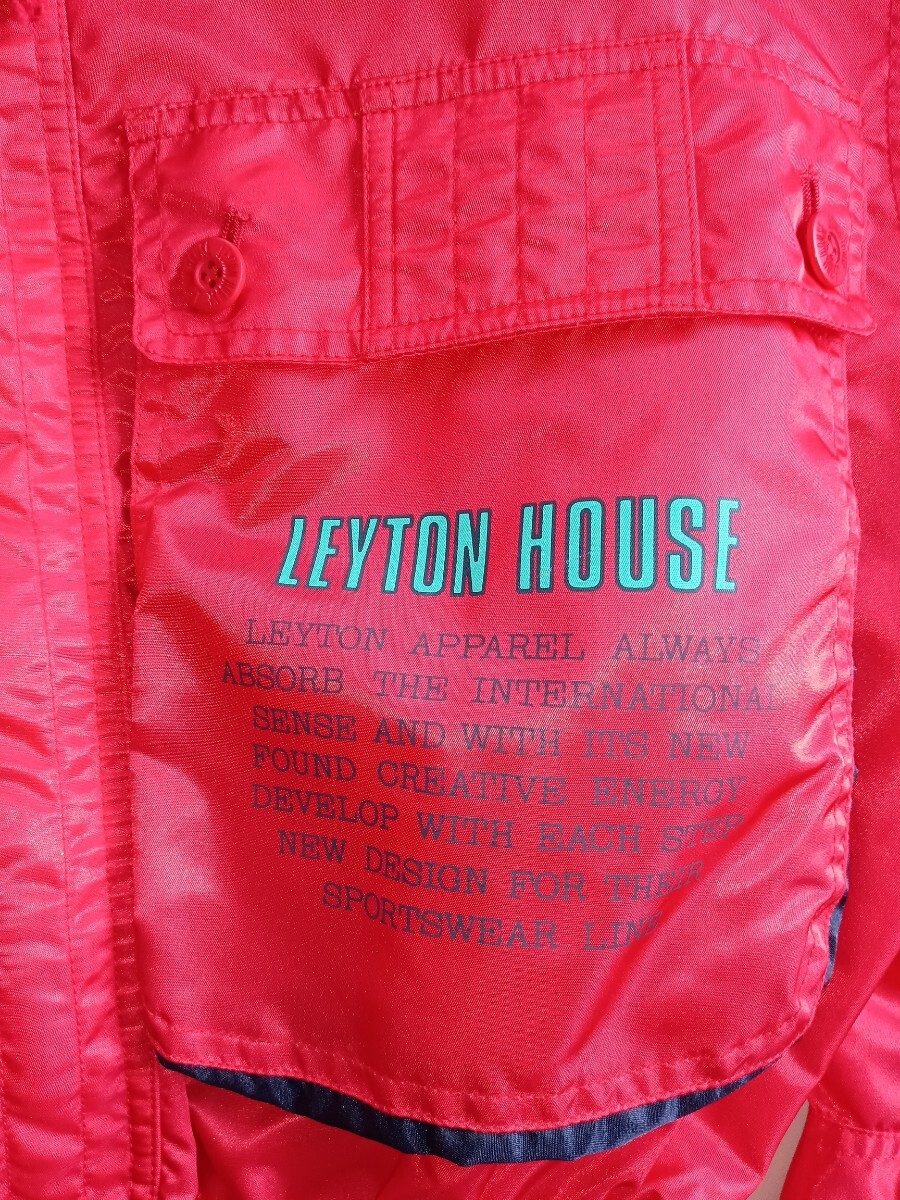 LEYTON HOUSE
LEYTON APPAREL ALWAYS
ABSORB THE INTERNATIONAL
SENSE AND WITH ITS NEW
FOUND CREATIVE ENERGY
DEVELOP WITH EACH STEP
NEW DESIGN FOR THEIR
SPORTSWEAR LINE